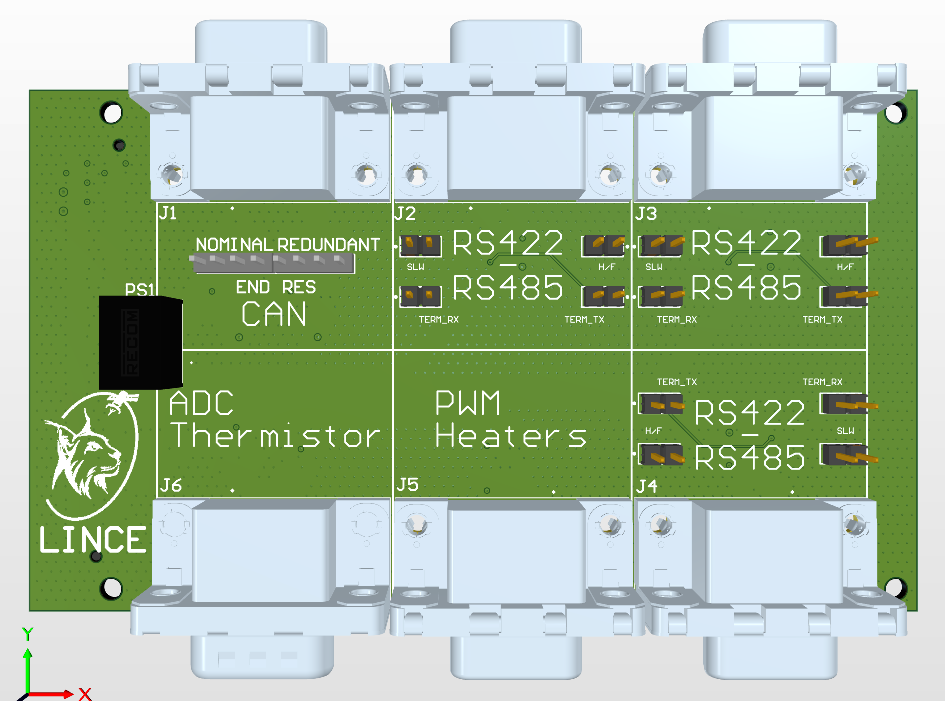 J1
NOMINAL REDUNDANT
END RES
CAN
J2
RS422
RS485
SLW
H/F
TERM_RX
TERM_TX
J3
RS422
RS485
SLW
H/F
TERM_RX
TERM_TX
PS1
RECOM
ADC
Thermistor
J6
PWM
Heaters
J5
TERM_TX
TERM_RX
RS422
RS485
H/F
SLW
J4
LINCE
Y
X